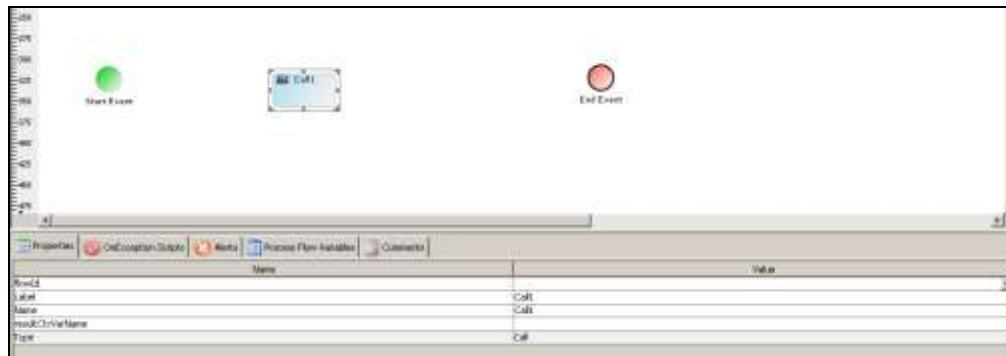 Call1
Start Event
End Event
Properties
OnException Scripts
Alerts
Process Flow Variables
Comments
Name Value
flowId
Label Call1
Name Call1
Type Call